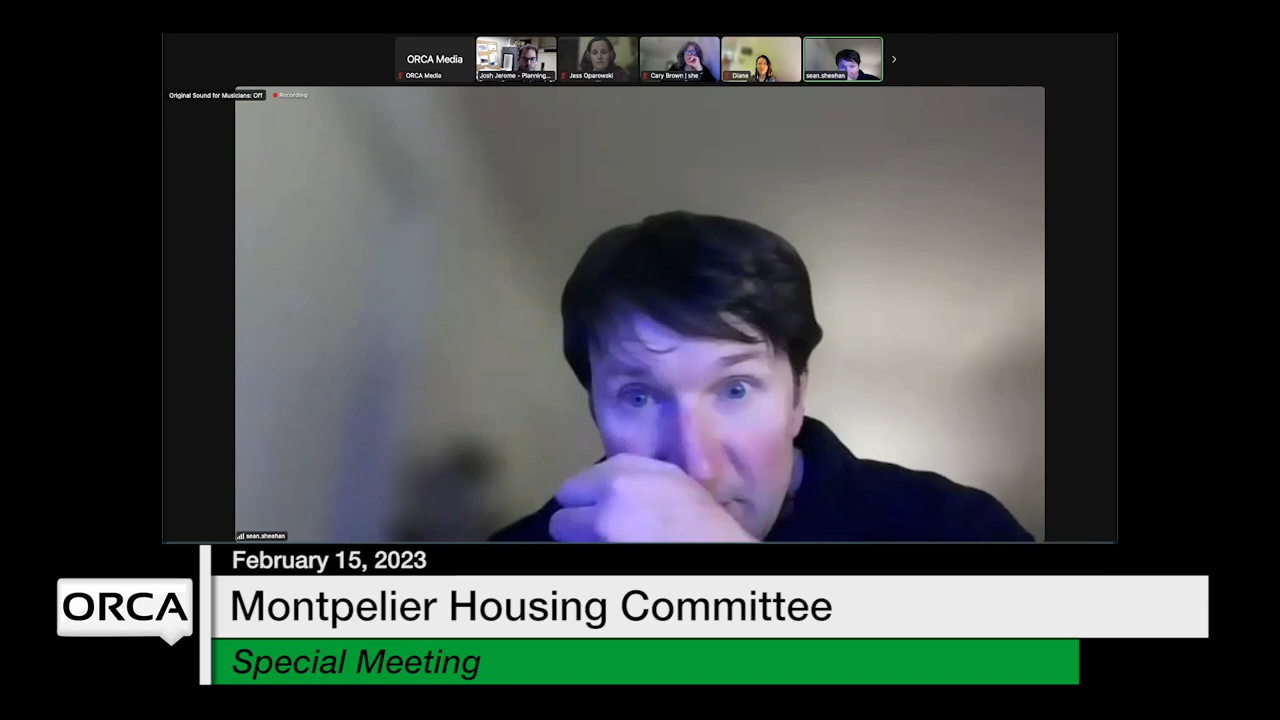 ORCA Media
ORCA Media
Josh Jerome - Planning...
Jess Oparowski
Cary Brown | she
Diane
sean.sheehan
Original Sound for Musicians: Off
Recording
sean.sheehan
February 15, 2023
ORCA
Montpelier Housing Committee
Special Meeting